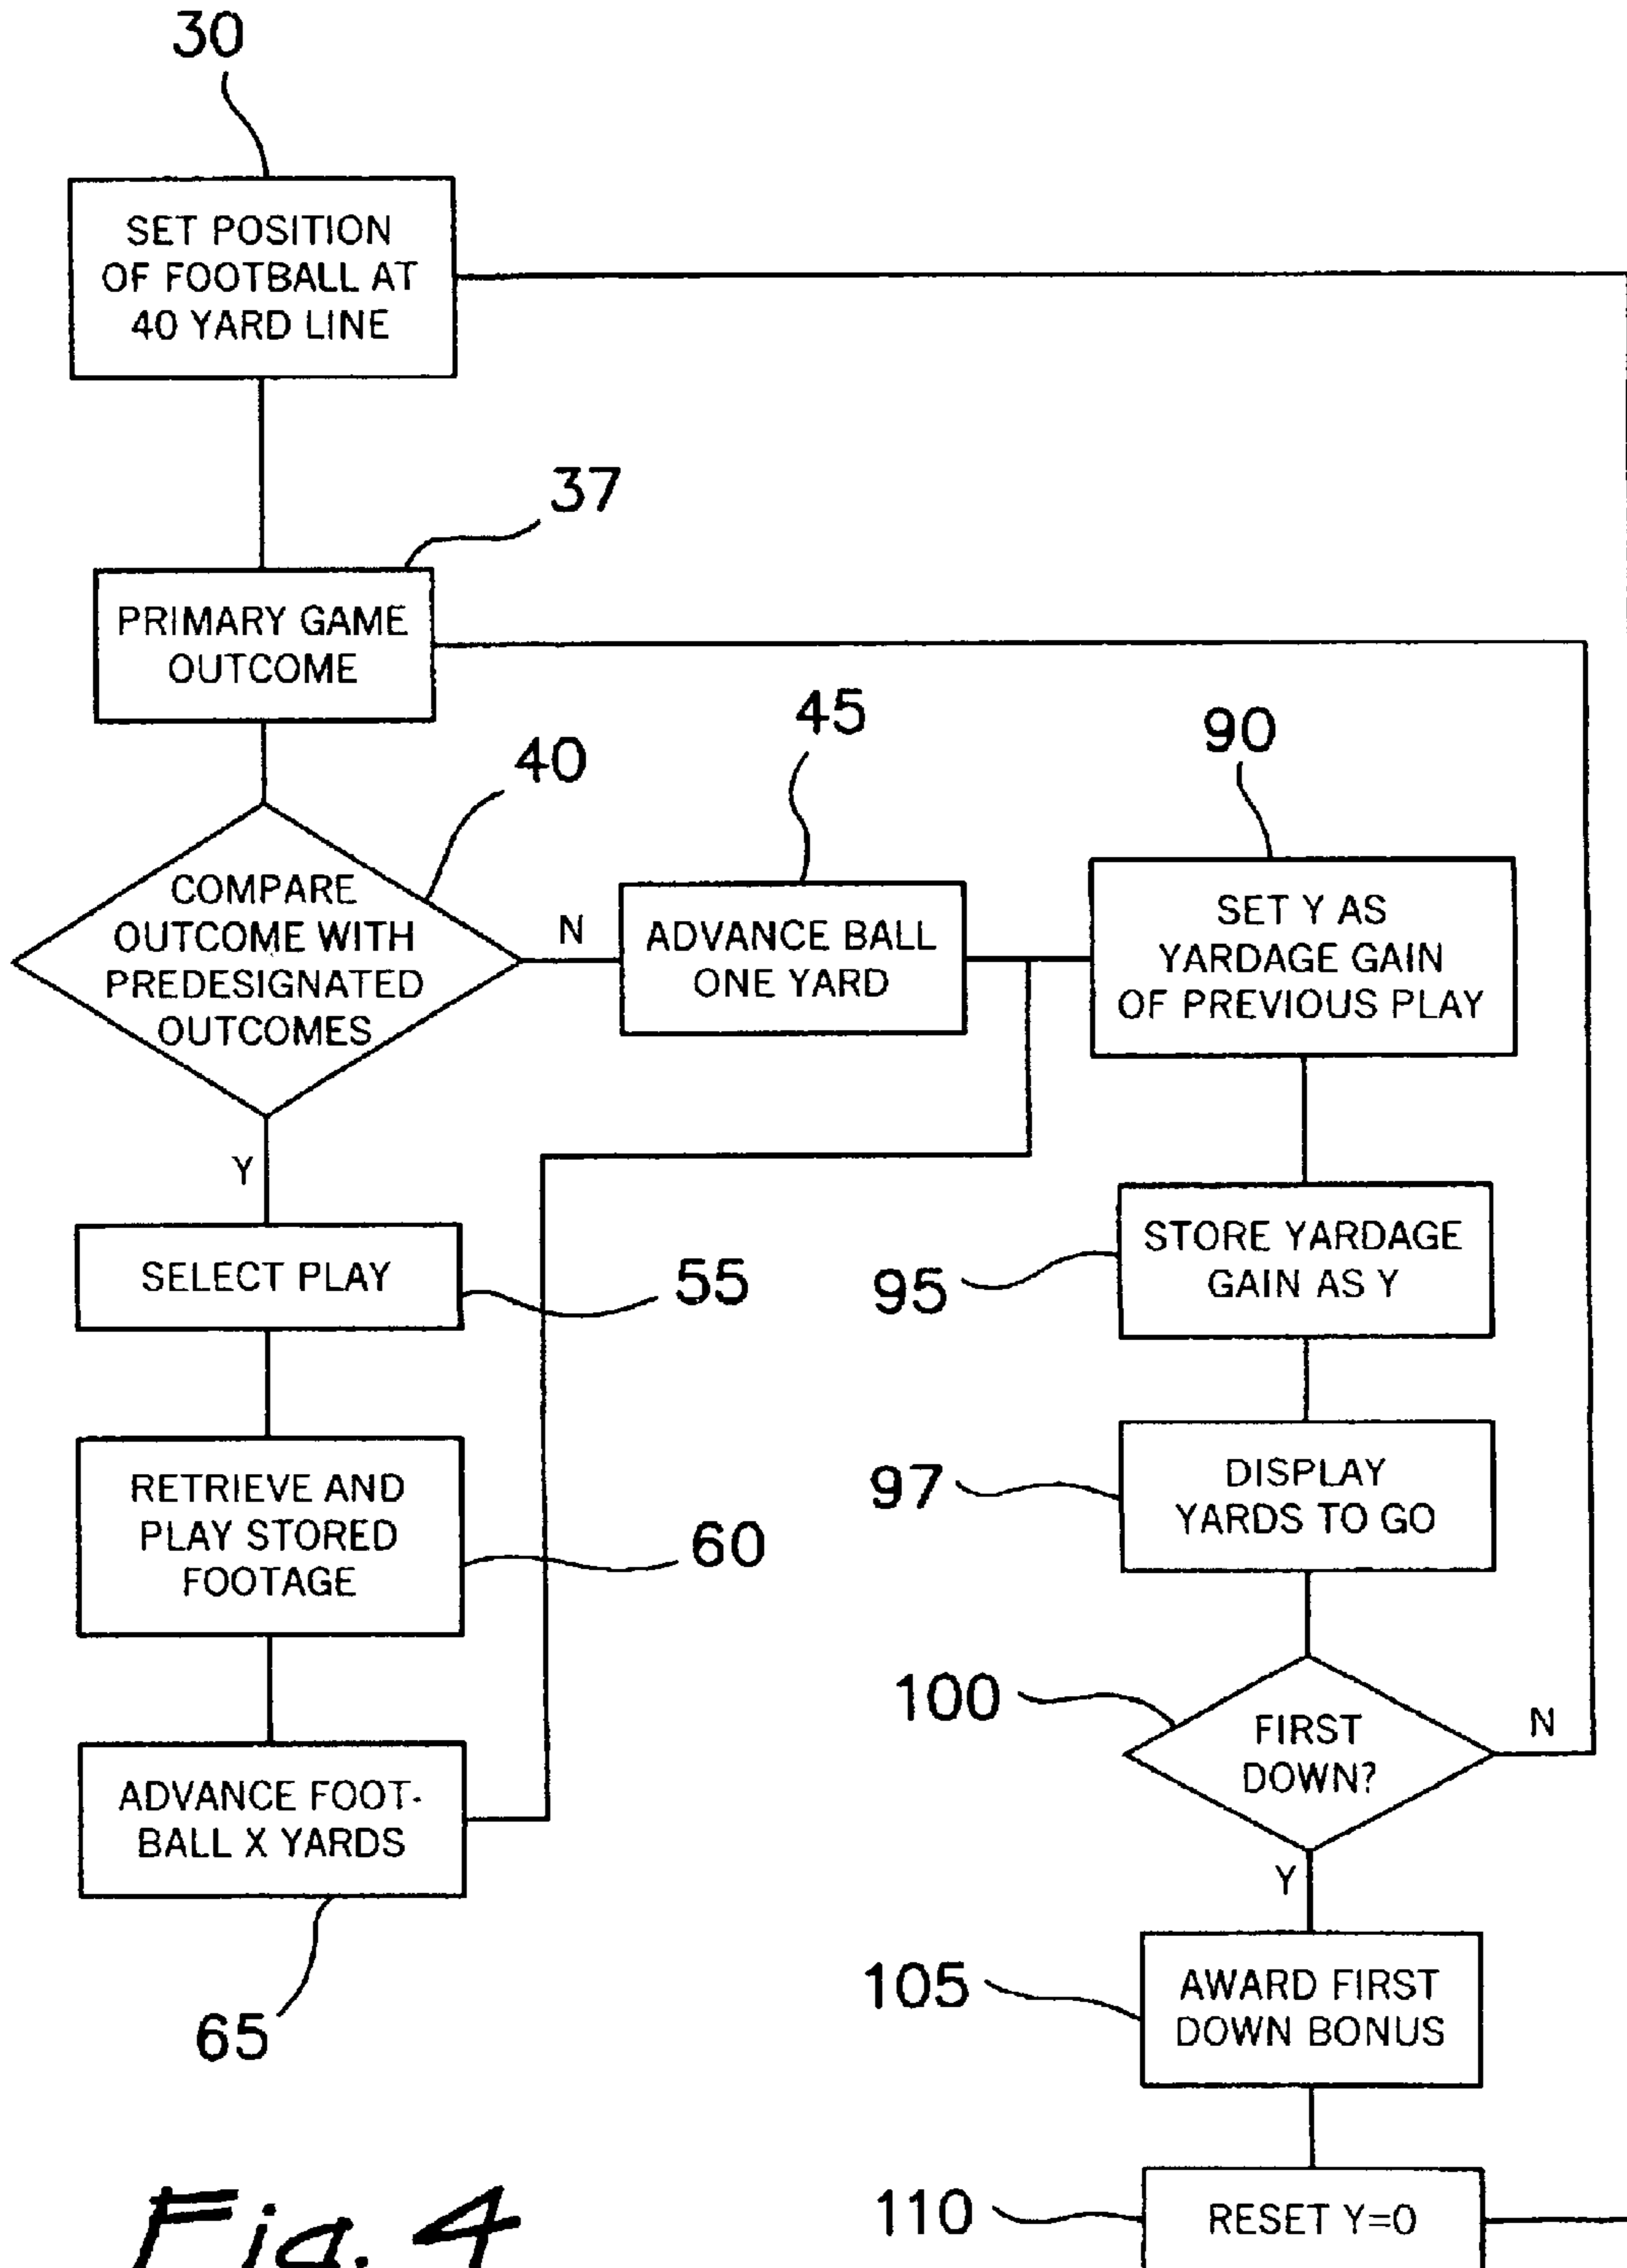 30
SET POSITION
OF FOOTBALL AT
40 YARD LINE
37
PRIMARY GAME
OUTCOME
40
COMPARE
OUTCOME WITH
PREDESIGNATED
OUTCOMES
N
45
ADVANCE BALL
ONE YARD
90
SET Y AS
YARDAGE GAIN
OF PREVIOUS PLAY
Y
SELECT PLAY
55
95
STORE YARDAGE
GAIN AS Y
RETRIEVE AND
PLAY STORED
FOOTAGE
60
97
DISPLAY
YARDS TO GO
100
FIRST
DOWN?
N
Y
ADVANCE FOOT-
BALL X YARDS
65
105
AWARD FIRST
DOWN BONUS
110
RESET Y=0
Fig. 4